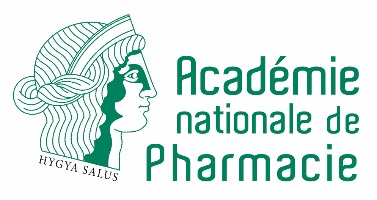 Académie
nationale de
Pharmacie
HYGYA SALUS